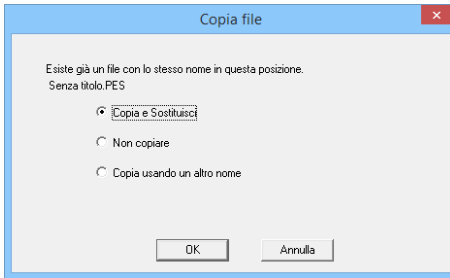 Copia file
Esiste già un file con lo stesso nome in questa posizione.
Senza titolo.PES
Copia e Sostituisci
Non copiare
Copia usando un altro nome
OK
Annulla